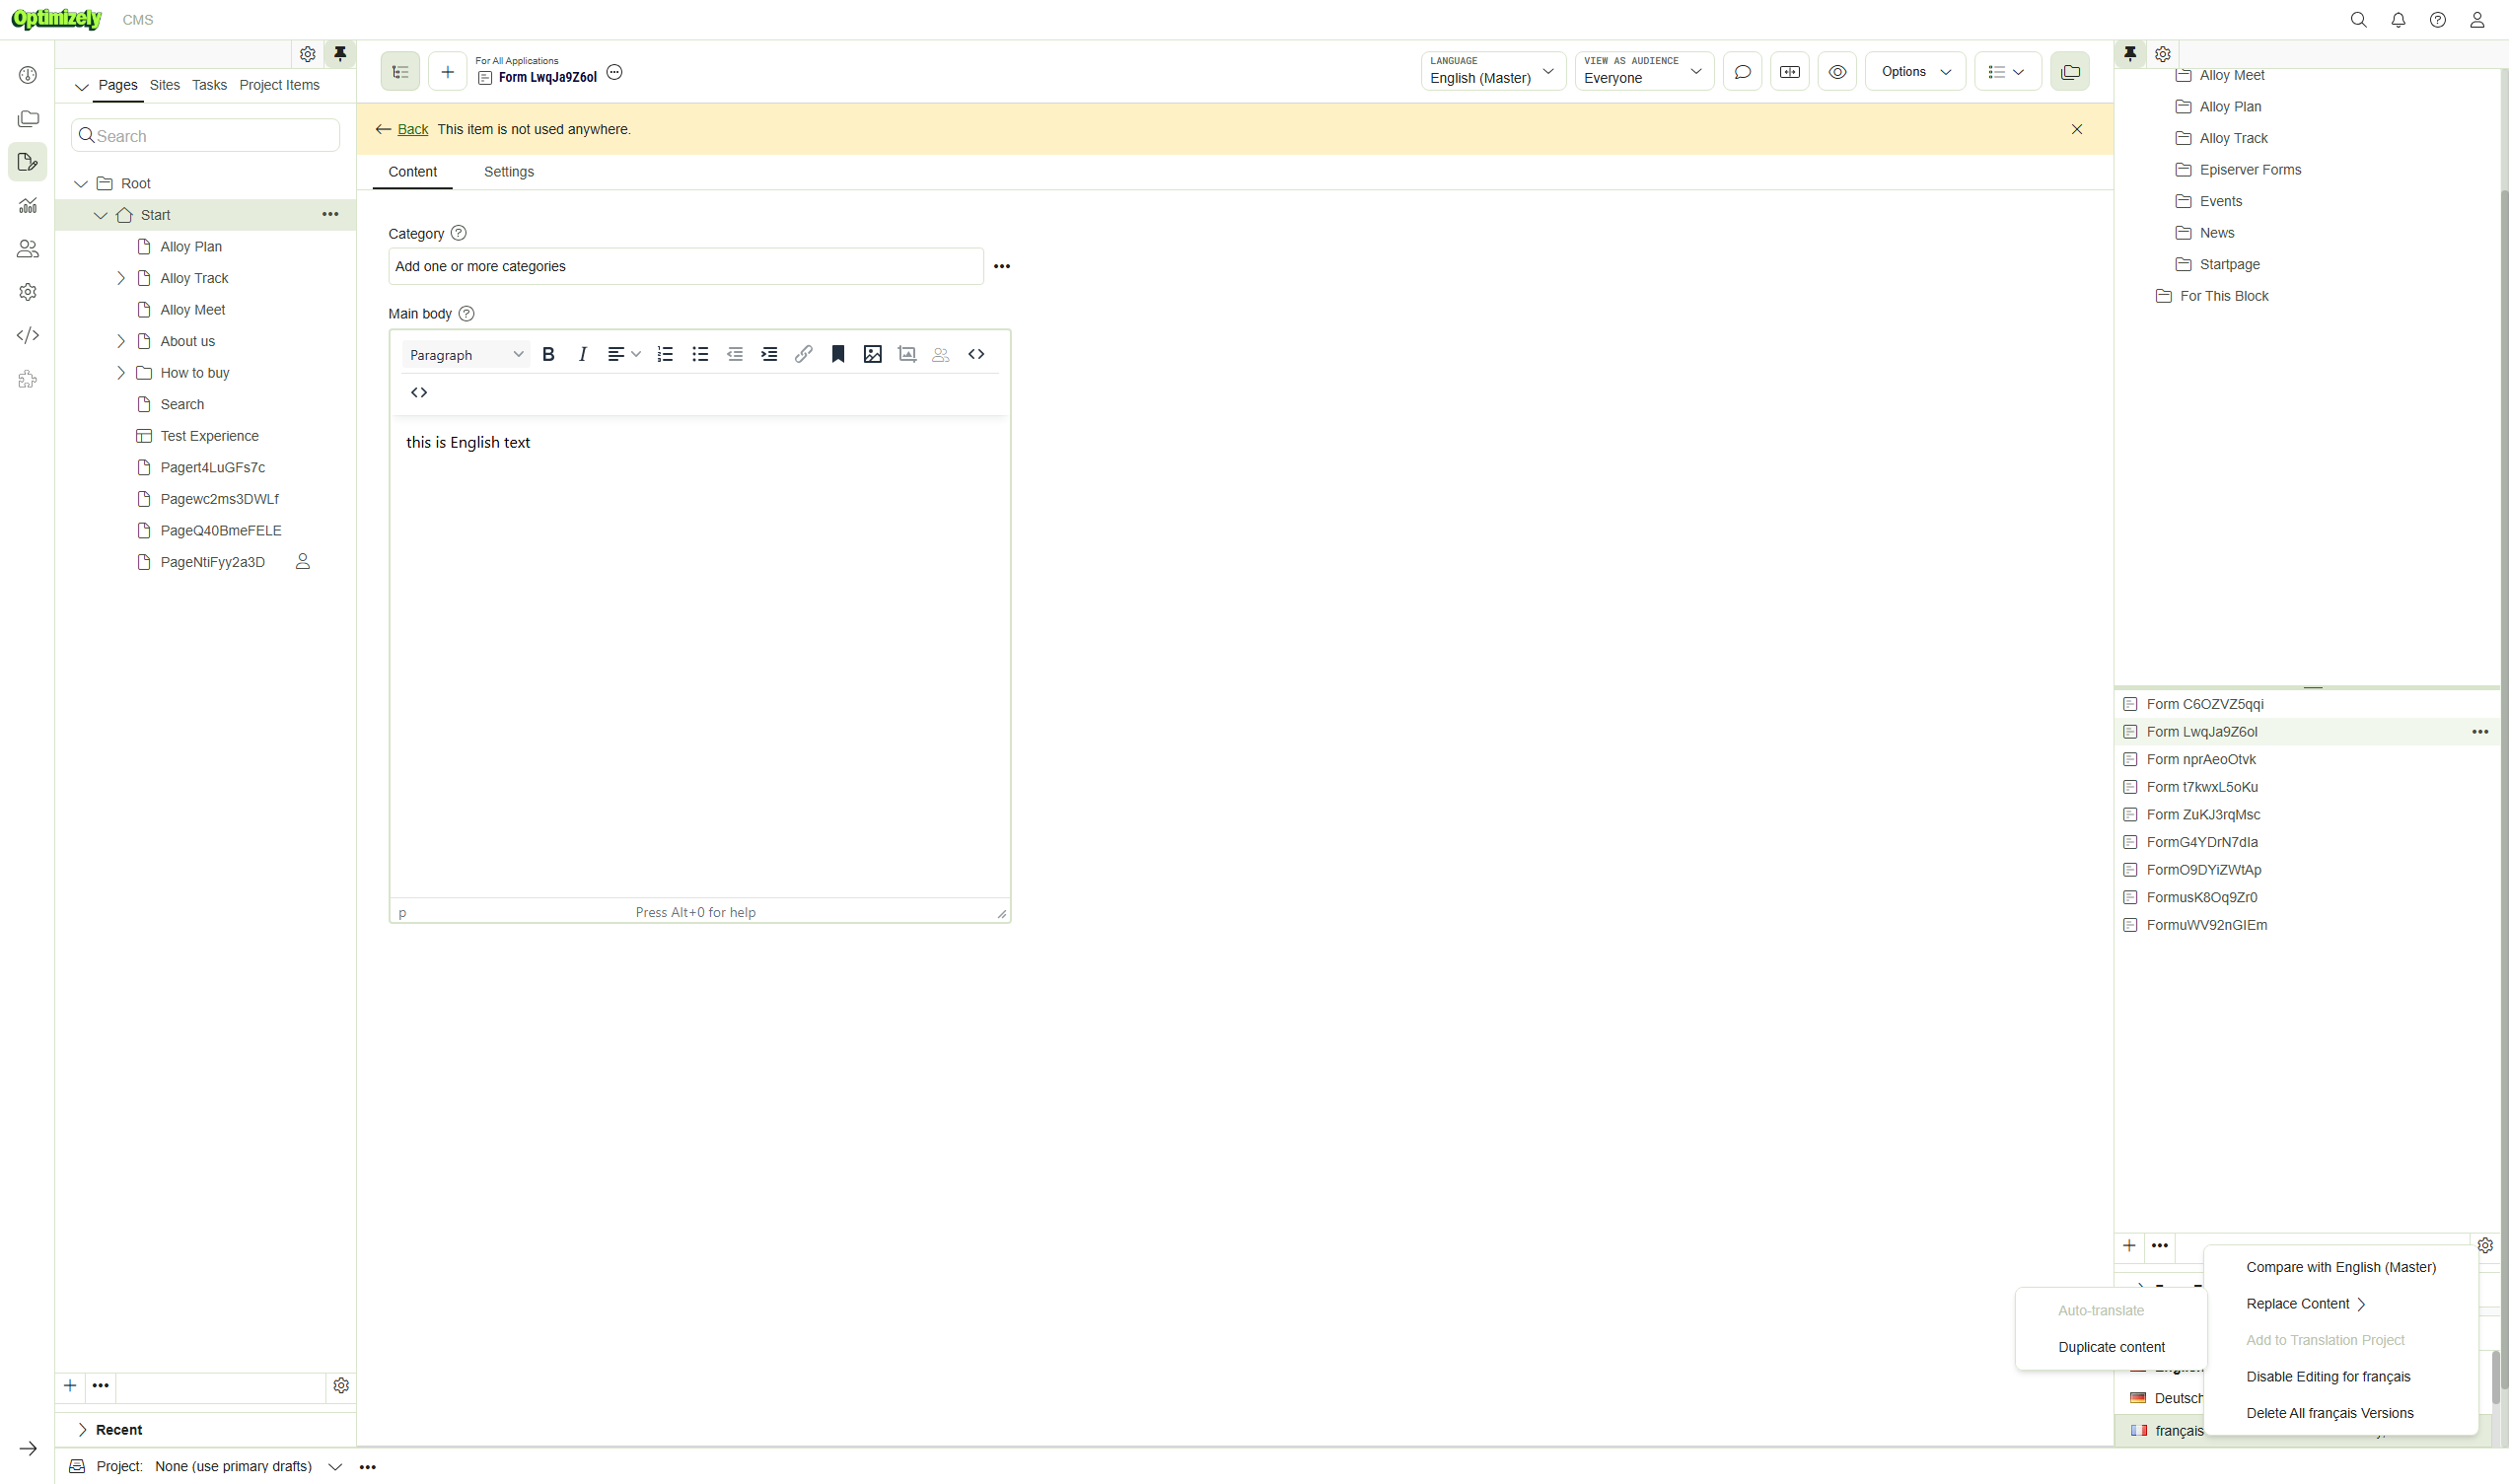 Optimizely CMS
Pages Sites Tasks Project Items
Search
Root
Start
Alloy Plan
Alloy Track
Alloy Meet
About us
How to buy
Search
Test Experience
Pagert4LuGFs7c
Pagewc2ms3DWLf
PageQ40BmeFELE
PageNtiFyy2a3D
Recent
Project: None (use primary drafts)
For All Applications
Form LwqJa9Z6ol
LANGUAGE
English (Master)
VIEW AS AUDIENCE
Everyone
Options
Back This item is not used anywhere.
Content Settings
Category
Add one or more categories
Main body
Paragraph
this is English text
p Press Alt+0 for help
Alloy Meet
Alloy Plan
Alloy Track
Episerver Forms
Events
News
Startpage
For This Block
Form C6OZVZ5qqi
Form LwqJa9Z6ol
Form nprAeoOtvk
Form t7kwxL5oKu
Form ZuKJ3rqMsc
FormG4YDrN7dIa
FormO9DYiZWtAp
FormusK8Oq9Zr0
FormuWV92nGIEm
Compare with English (Master)
Replace Content
Add to Translation Project
Disable Editing for français
Delete All français Versions
Auto-translate
Duplicate content
Deutsch
français